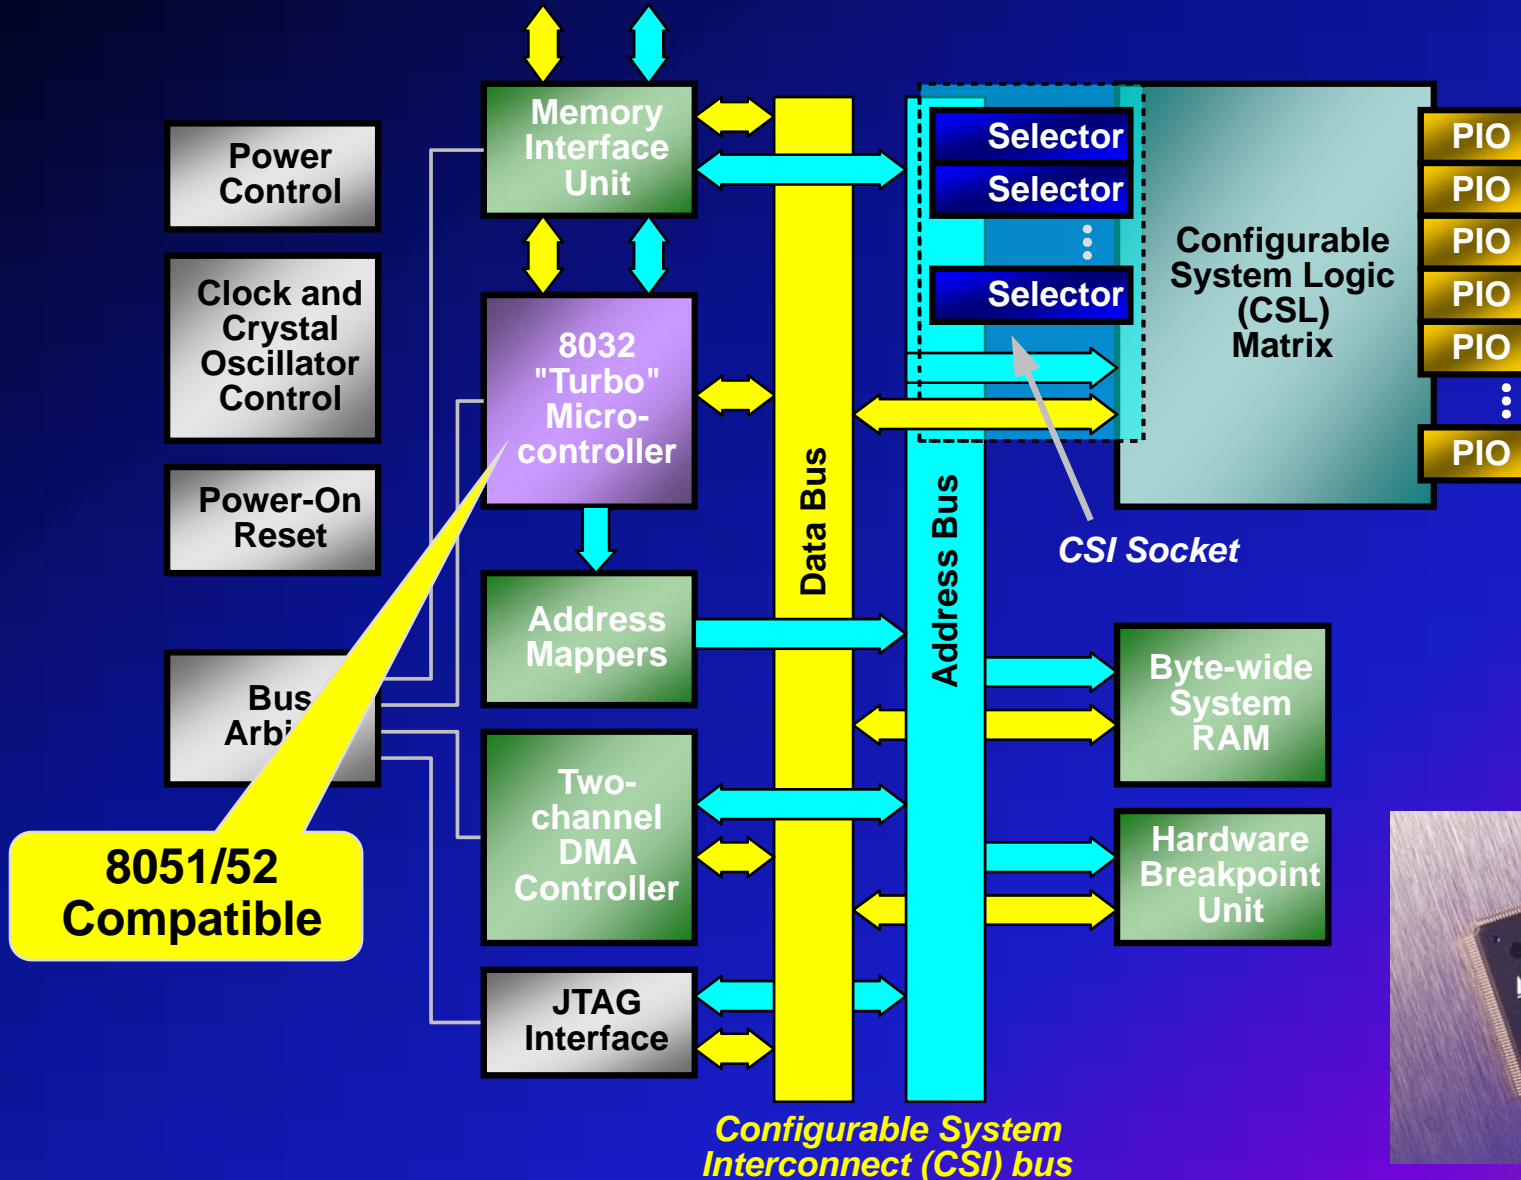 Power
Control
Clock and
Crystal
Oscillator
Control
Power-On
Reset
Bus
8051/52
Compatible
Memory
Interface
Unit
8032
"Turbo"
Micro-
controller
Address
Mappers
Two-
channel
DMA
Controller
JTAG
Interface
Data Bus
Address Bus
Configurable System
Interconnect (CSI) bus
Selector
Selector
Selector
CSI Socket
Configurable
System Logic
(CSL)
Matrix
PIO
PIO
PIO
PIO
PIO
PIO
Byte-wide
System
RAM
Hardware
Breakpoint
Unit